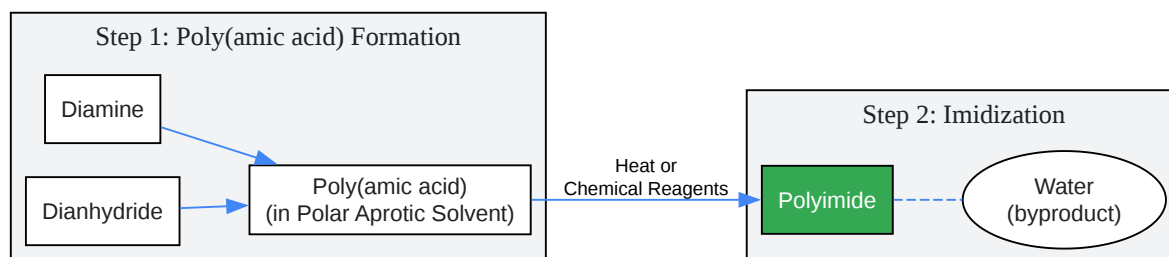 Step 1: Poly(amic acid) Formation
Diamine
Dianhydride
Poly(amic acid)
(in Polar Aprotic Solvent)
Heat or
Chemical Reagents
Step 2: Imidization
Polyimide
Water
(byproduct)